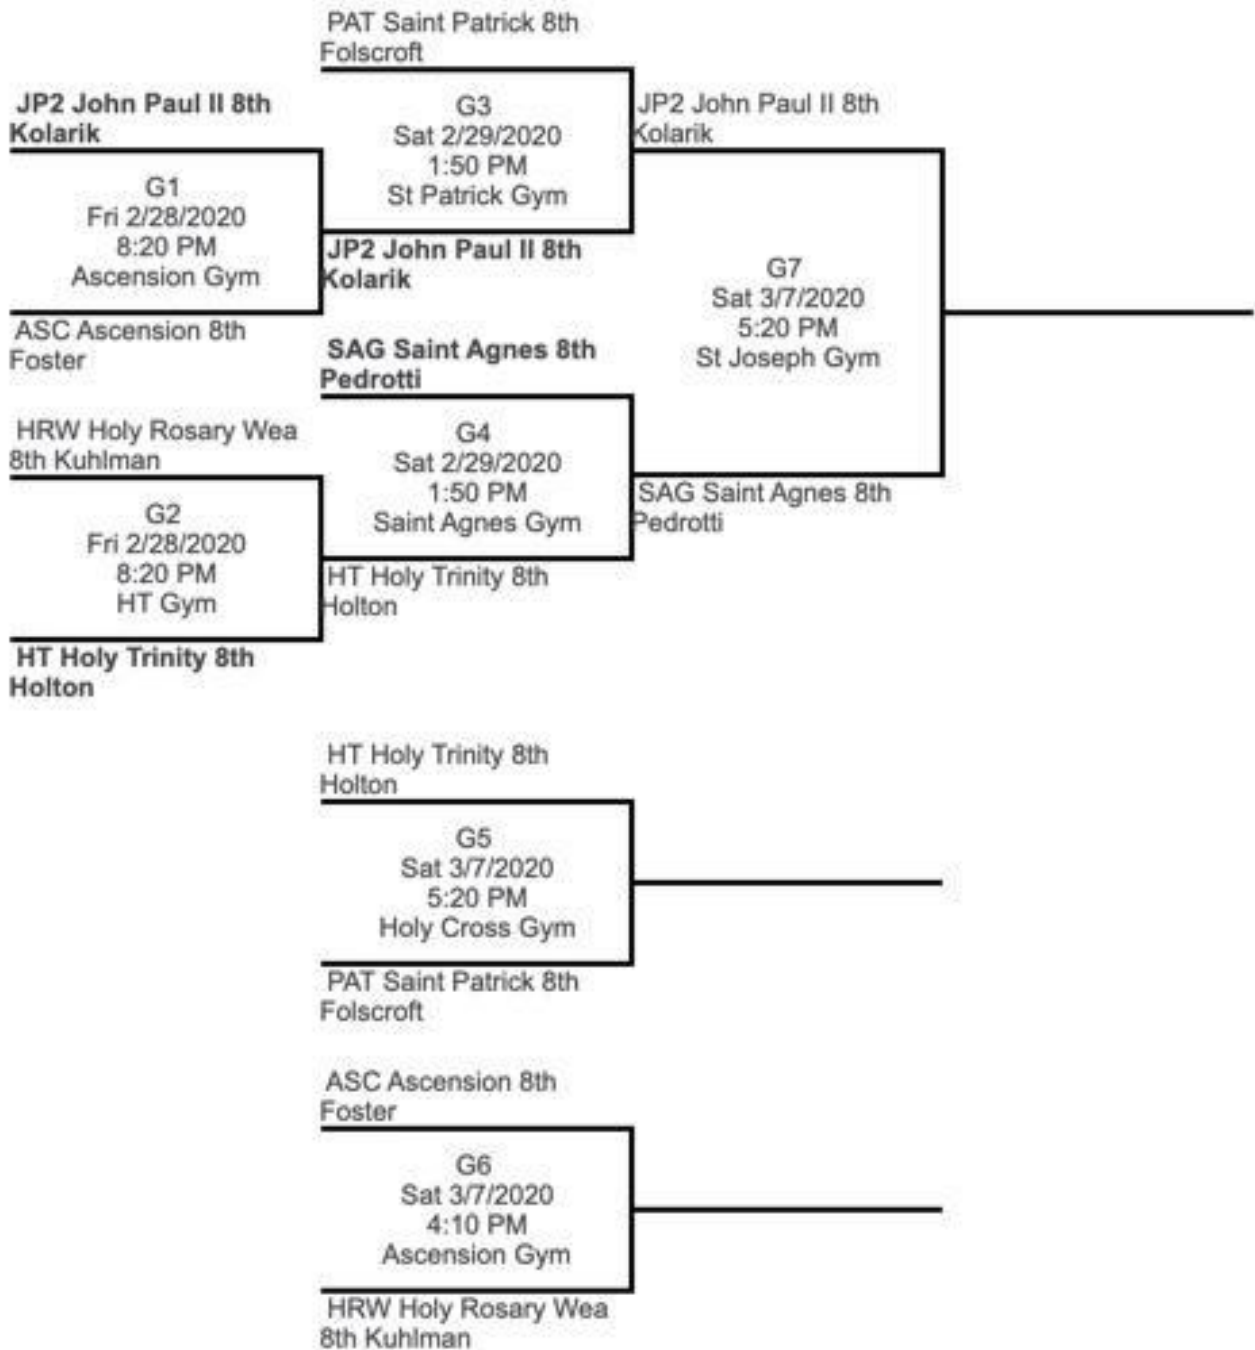 PAT Saint Patrick 8th
Folscroft
JP2 John Paul II 8th
Kolarik
G3
Sat 2/29/2020
1:50 PM
St Patrick Gym
JP2 John Paul II 8th
Kolarik
G1
Fri 2/28/2020
8:20 PM
Ascension Gym
JP2 John Paul II 8th
Kolarik
G7
Sat 3/7/2020
5:20 PM
St Joseph Gym
ASC Ascension 8th
Foster
SAG Saint Agnes 8th
Pedrotti
HRW Holy Rosary Wea
8th Kuhlman
G4
Sat 2/29/2020
1:50 PM
Saint Agnes Gym
SAG Saint Agnes 8th
Pedrotti
G2
Fri 2/28/2020
8:20 PM
HT Gym
HT Holy Trinity 8th
Holton
HT Holy Trinity 8th
Holton
HT Holy Trinity 8th
Holton
G5
Sat 3/7/2020
5:20 PM
Holy Cross Gym
PAT Saint Patrick 8th
Folscroft
ASC Ascension 8th
Foster
G6
Sat 3/7/2020
4:10 PM
Ascension Gym
HRW Holy Rosary Wea
8th Kuhlman